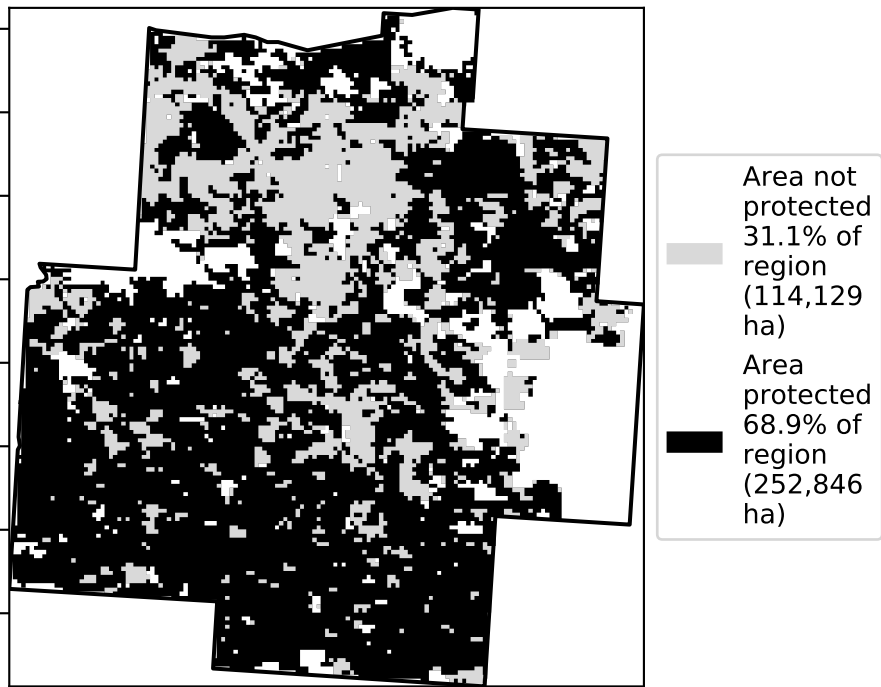 Area not
protected
31.1% of
region
(114,129
ha)
Area
protected
68.9% of
region
(252,846
ha)